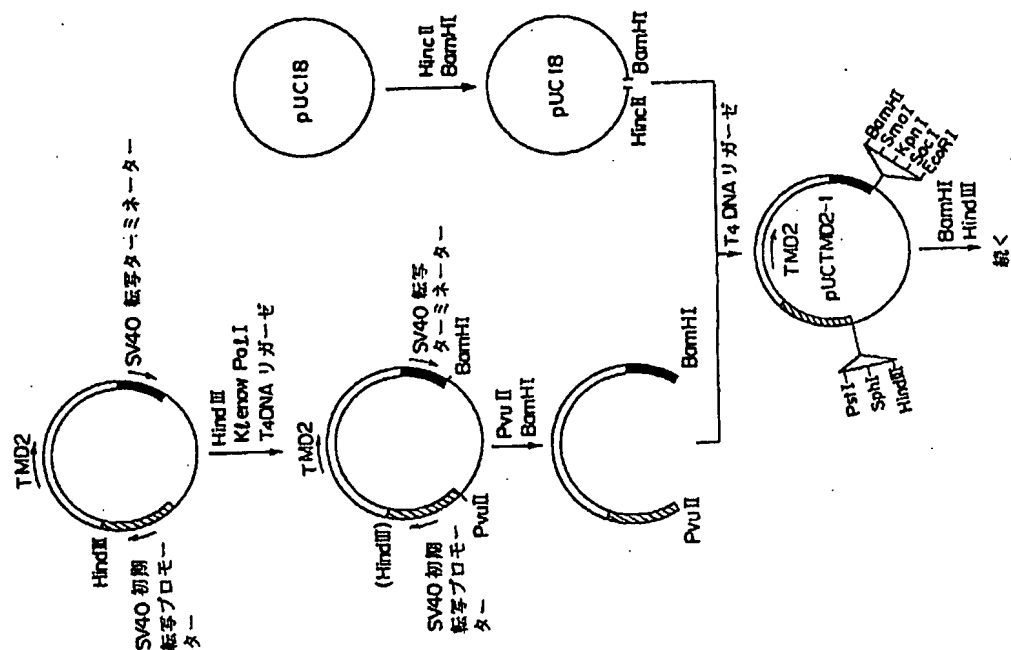 TMD2
HindⅢ
SV40 初期
転写プロモー
ター
SV40 転写ターミネーター
HindⅢ
Klenow PolⅠ
T4DNA リガーゼ
TMD2
(HindⅢ)
SV40 初期
転写プロモー
ター
PvuⅡ
SV40 転写
ターミネーター
BamHI
PvuⅡ
BamHI
PvuⅡ
BamHI
pUC18
HincⅡ
BamHI
pUC18
HincⅡ
BamHI
T4 DNA リガーゼ
TMD2
pUCTMD2-1
PstI
SphI
HindⅢ
BamHI
SmaI
KpnI
SacI
EcoRI
BamHI
HindⅢ
続く